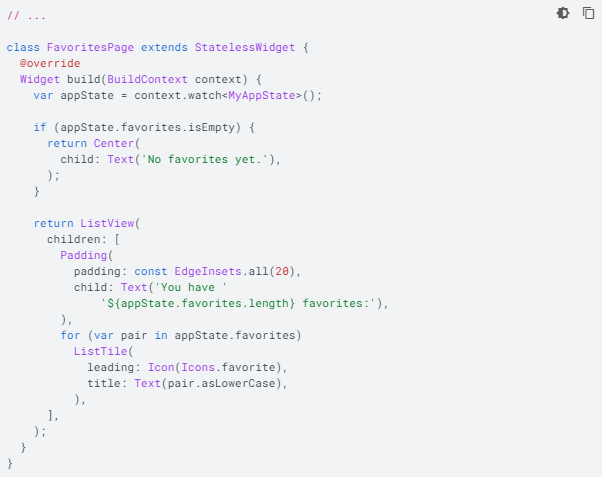 // ...

class FavoritesPage extends StatelessWidget {
  @override
  Widget build(BuildContext context) {
    var appState = context.watch<MyAppState>();

    if (appState.favorites.isEmpty) {
      return Center(
        child: Text('No favorites yet.'),
      );
    }

    return ListView(
      children: [
        Padding(
          padding: const EdgeInsets.all(20),
          child: Text('You have '
              '${appState.favorites.length} favorites:'),
        ),
        for (var pair in appState.favorites)
          ListTile(
            leading: Icon(Icons.favorite),
            title: Text(pair.asLowerCase),
          ),
      ],
    );
  }
}